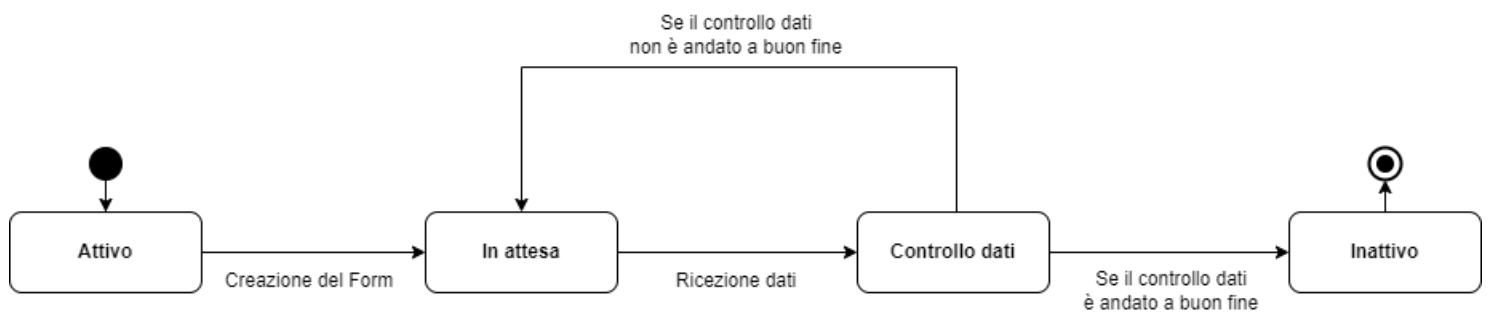 Se il controllo dati
non è andato a buon fine
Attivo
In attesa
Controllo dati
Inattivo
Creazione del Form
Ricezione dati
Se il controllo dati
è andato a buon fine